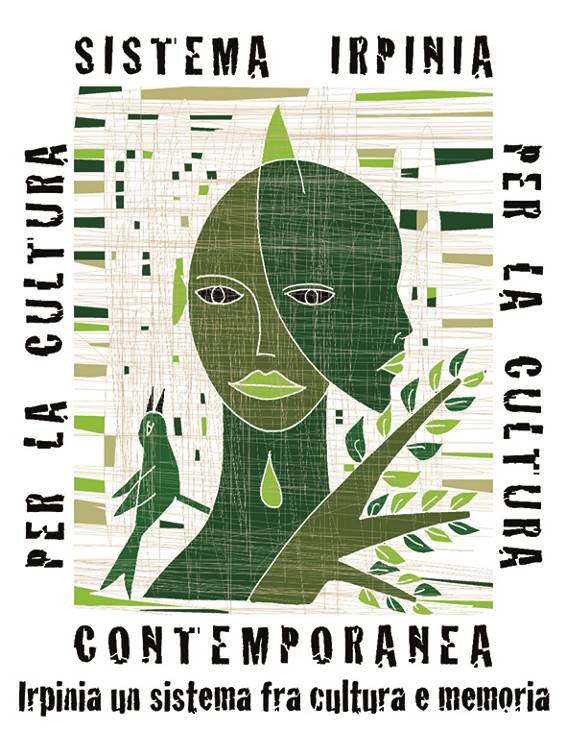 SISTEMA IRPINIA
PER LA CULTURA
PER LA CULTURA
CONTEMPORANEA
Irpinia un sistema fra cultura e memoria